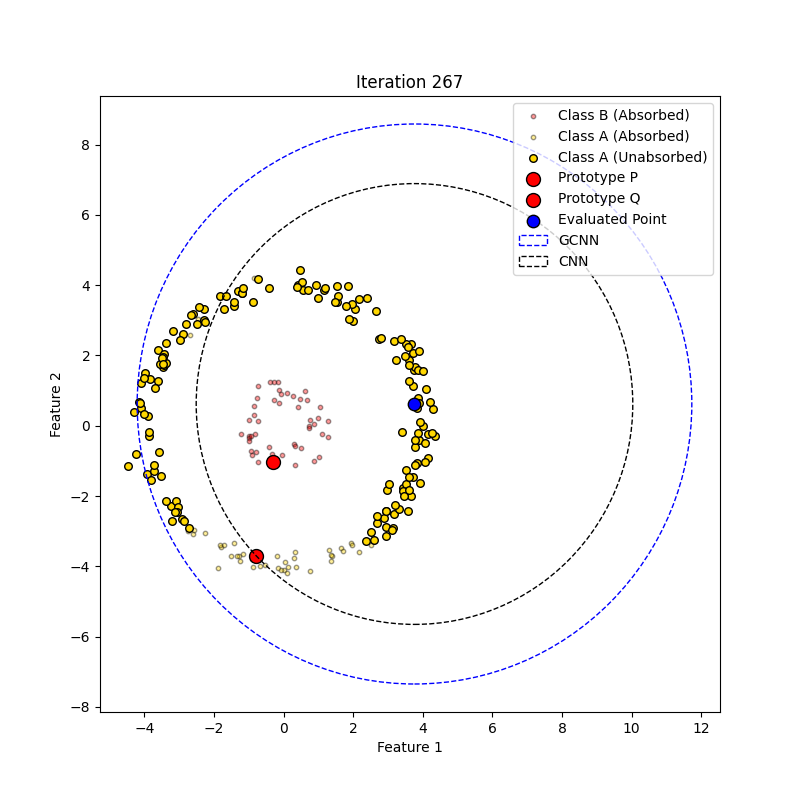 Iteration 267
Class B (Absorbed)
Class A (Absorbed)
Class A (Unabsorbed)
Prototype P
Prototype Q
Evaluated Point
GCNN
CNN
8
6
4
2
0
−2
−4
−6
−8
Feature 2
−4 −2 0 2 4 6 8 10 12
Feature 1